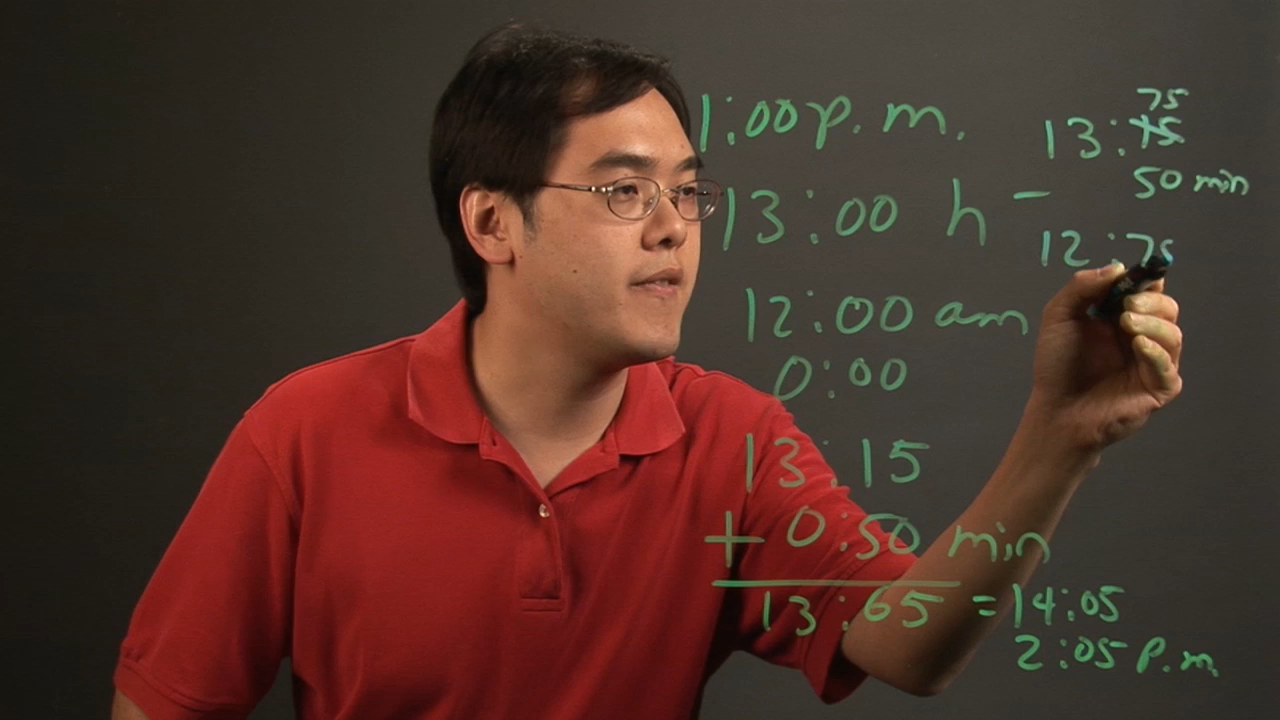 1:00 p.m.
13:00 h
12:00 am
0:00
13:15
+ 0:50 min
13:65 = 14:05
2:05 p.m
75
13:15
- 50 min
12:75